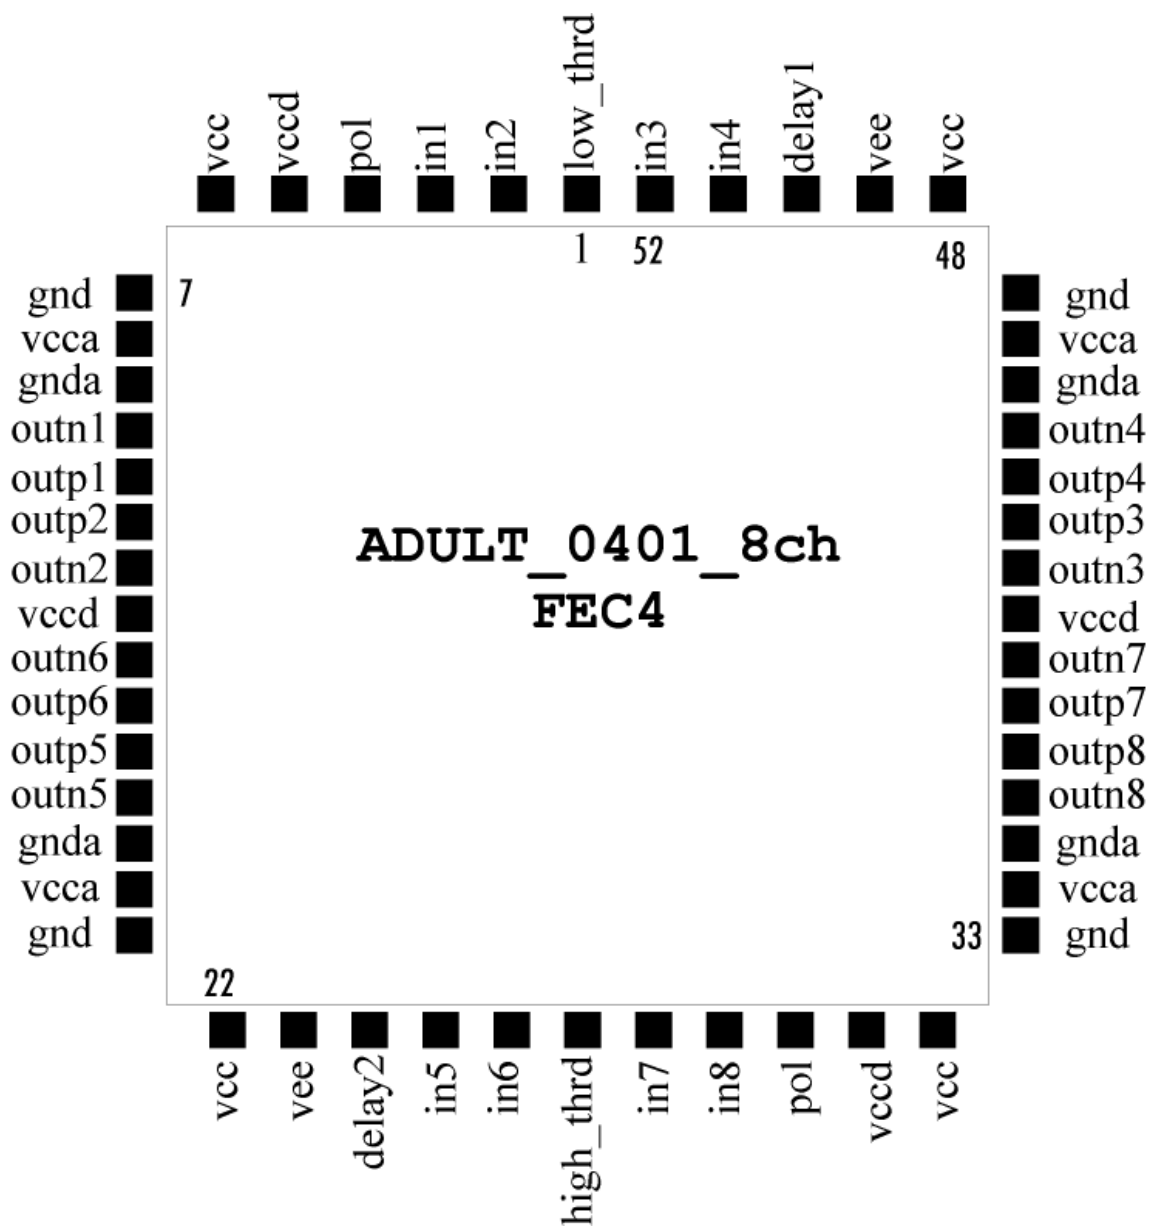 vcc
vccd
pol
in1
in2
low_thrd
in3
in4
delay1
vee
vcc
1
52
48
7
gnd
vcca
gnda
outn1
outp1
outp2
outn2
vccd
outn6
outp6
outp5
outn5
gnda
vcca
gnd
ADULT_0401_8ch
FEC4
gnd
vcca
gnda
outn4
outp4
outp3
outn3
vccd
outn7
outp7
outp8
outn8
gnda
vcca
gnd
33
22
vcc
vee
delay2
in5
in6
high_thrd
in7
in8
pol
vccd
vcc